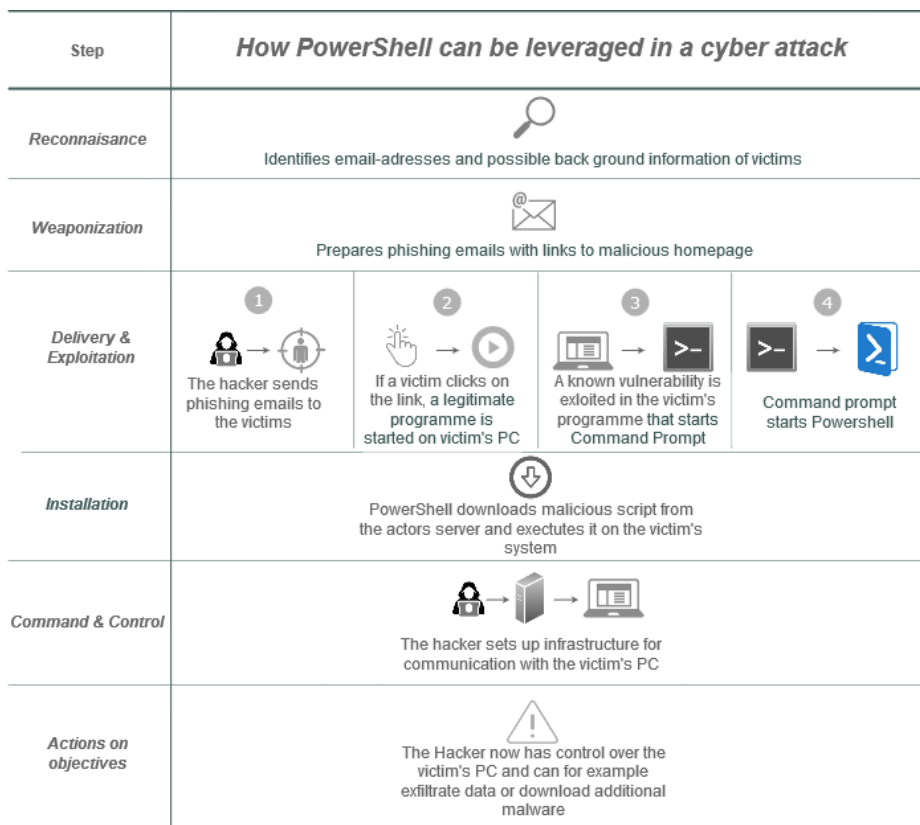 Step
How PowerShell can be leveraged in a cyber attack
Reconnaisance
Identifies email-adresses and possible back ground information of victims
Weaponization
@
Prepares phishing emails with links to malicious homepage
Delivery &
Exploitation
1
The hacker sends
phishing emails to
the victims
2
If a victim clicks on
the link, a legitimate
programme is
started on victim's PC
3
>-
A known vulnerability is
exloited in the victim's
programme that starts
Command Prompt
4
>-
Command prompt
starts Powershell
Installation
PowerShell downloads malicious script from
the actors server and exectutes it on the victim's
system
Command & Control
The hacker sets up infrastructure for
communication with the victim's PC
Actions on
objectives
The Hacker now has control over the
victim's PC and can for example
exfiltrate data or download additional
malware